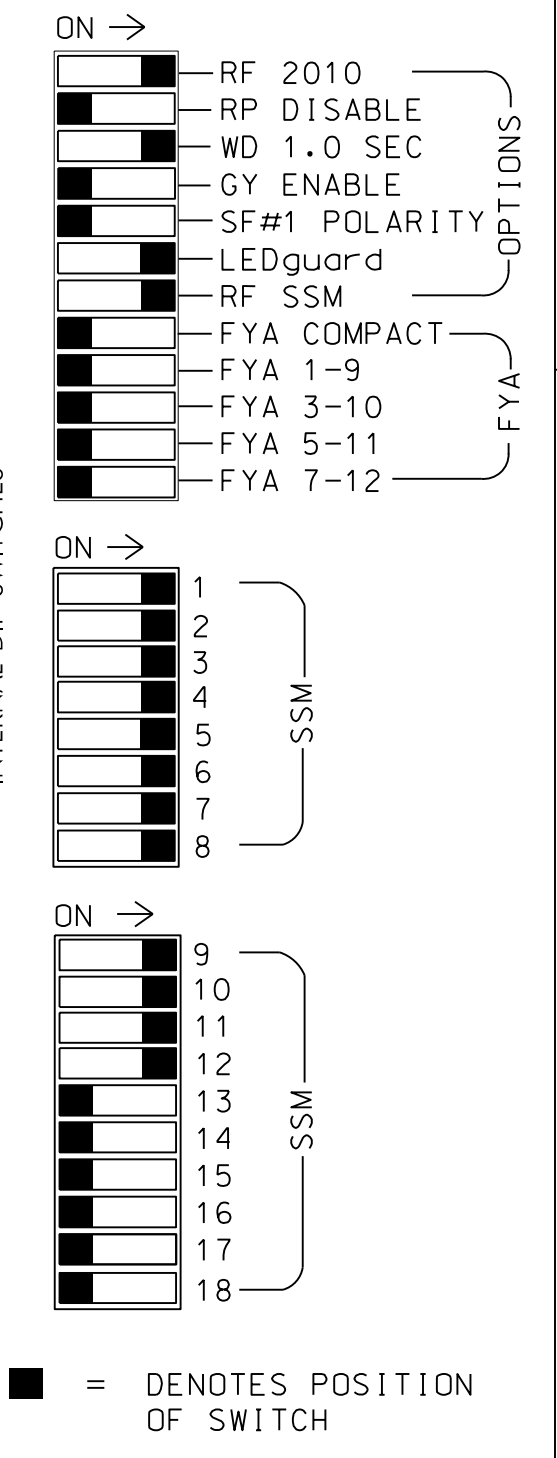 ON →
RF 2010
RP DISABLE
WD 1.0 SEC
GY ENABLE
SF#1 POLARITY
LEDguard
RF SSM
OPTIONS
FYA COMPACT
FYA 1-9
FYA 3-10
FYA 5-11
FYA 7-12
FYA
ON →
1
2
3
4
5
6
7
8
SSM
ON →
9
10
11
12
13
14
15
16
17
18
SSM
= DENOTES POSITION
OF SWITCH